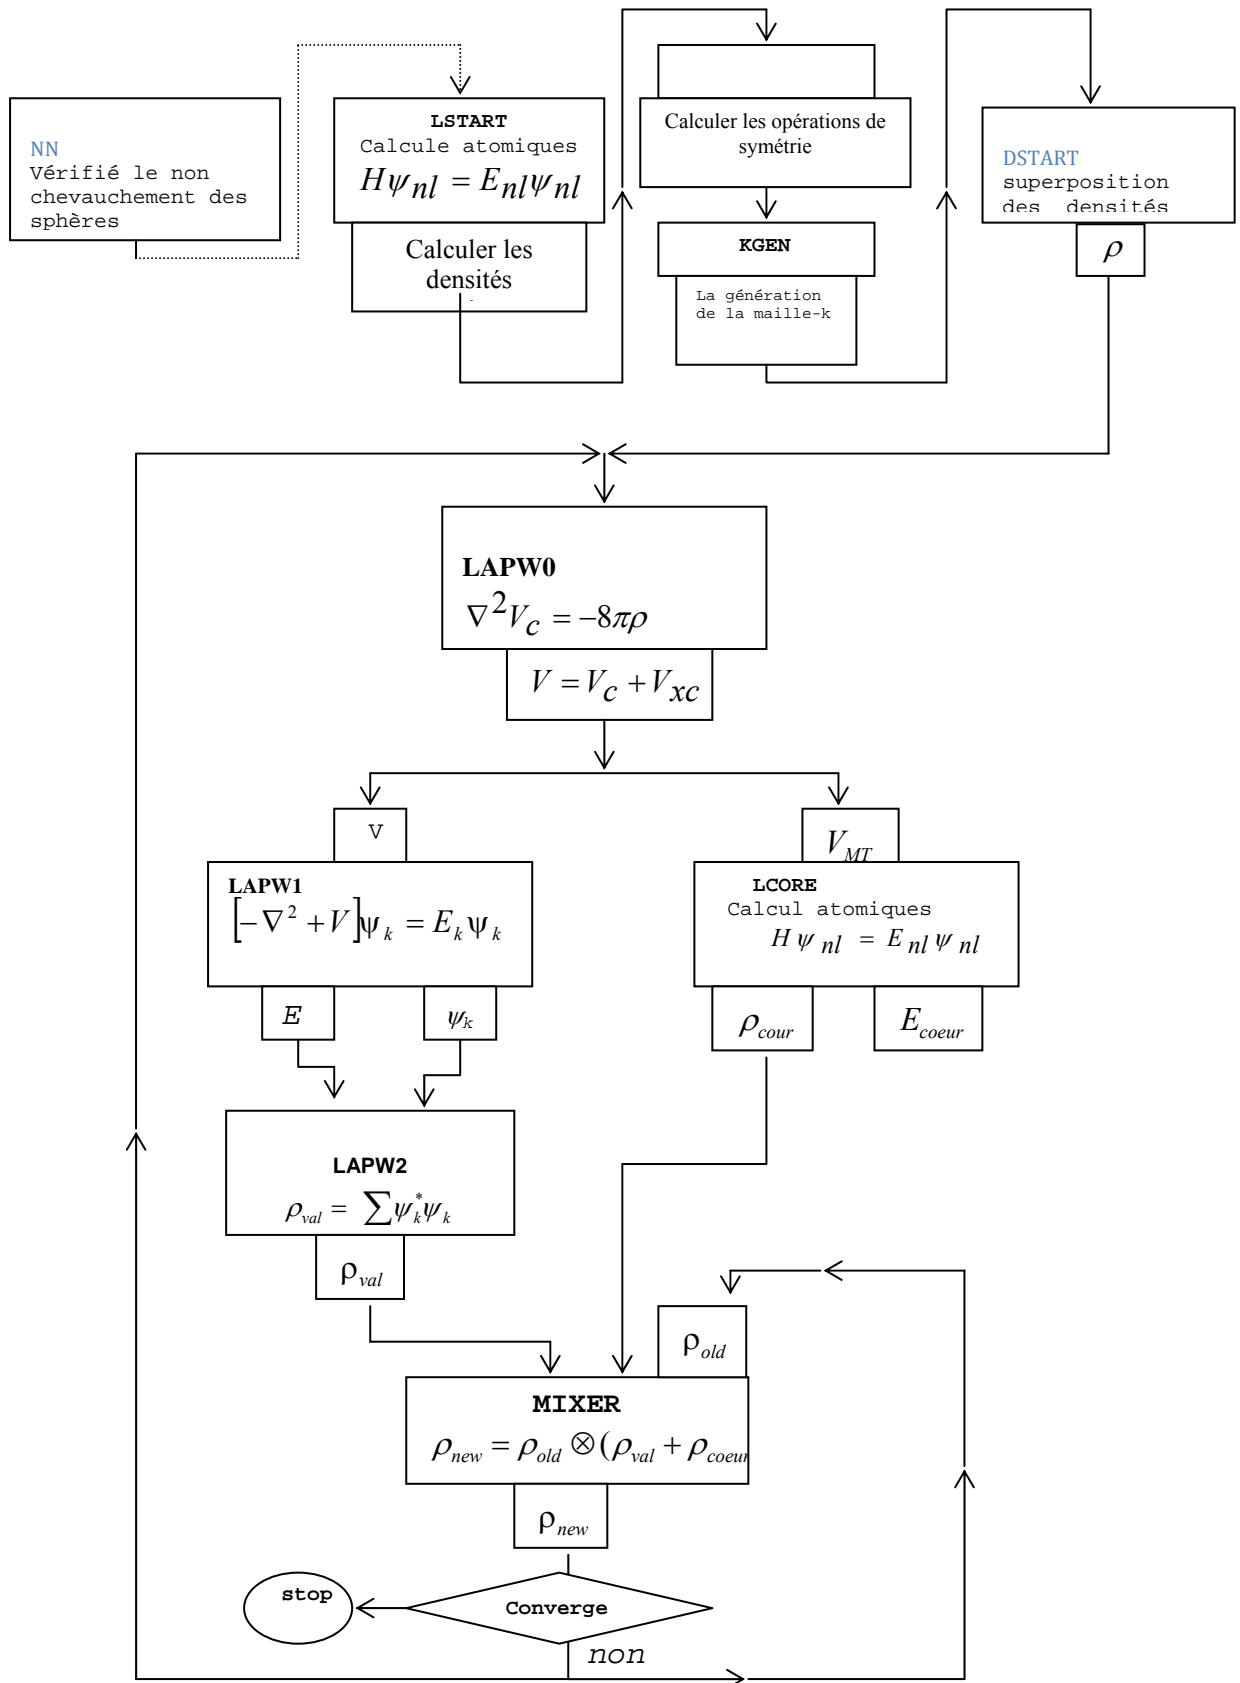 NN
Vérifié le non
chevauchement des
sphères
LSTART
Calcule atomiques
Hψnl = Enlψnl
Calculer les
densités
Calculer les opérations de
symétrie
KGEN
La génération
de la maille-k
DSTART
superposition
des densités
ρ
LAPW0
∇²Vc = −8πρ
V = Vc + Vxc
V
LAPW1
[−∇² + V]ψk = Ekψk
E
ψk
VMT
LCORE
Calcul atomiques
Hψnl = Enlψnl
ρcour
Ecoeur
LAPW2
ρval = ∑ψk*ψk
ρval
ρold
MIXER
ρnew = ρold ⊗(ρval + ρcoeur
ρnew
stop
Converge
non